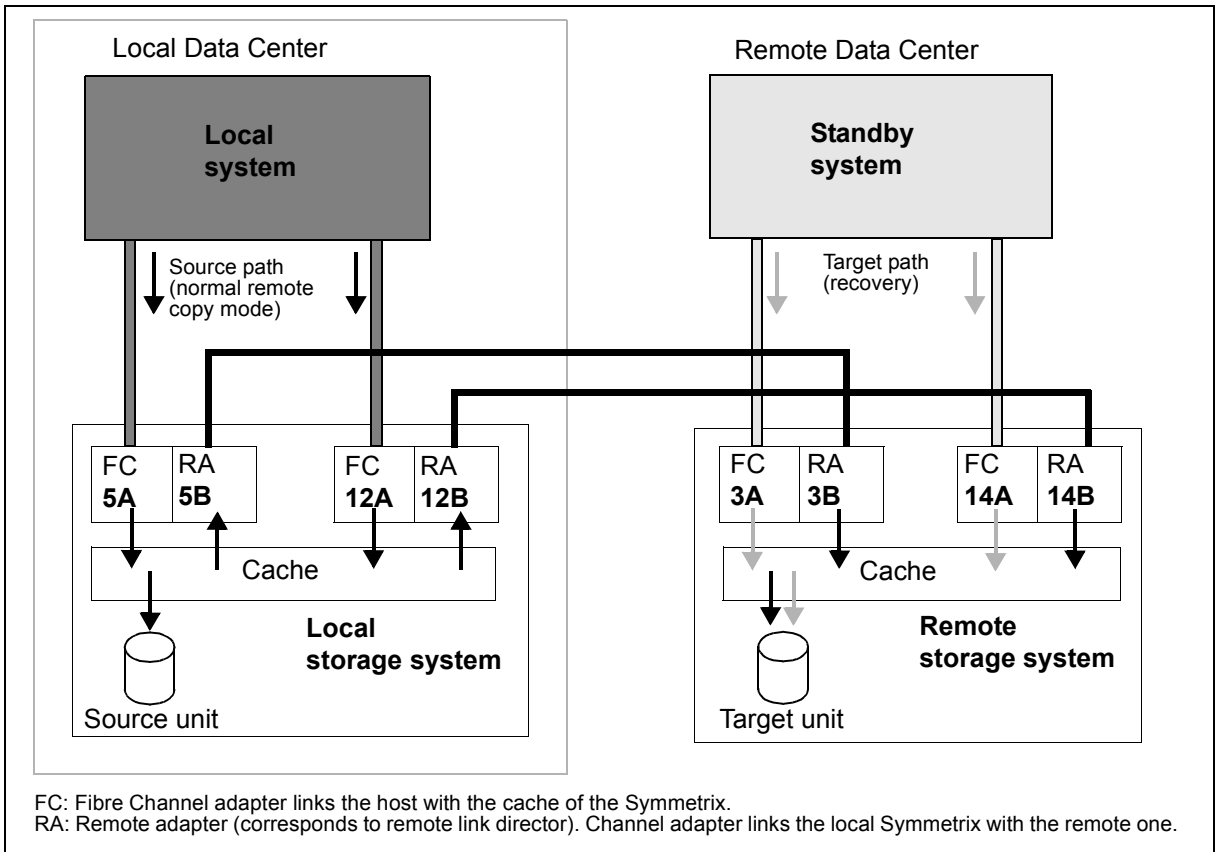 Local Data Center
Remote Data Center
Local
system
Standby
system
Source path
(normal remote
copy mode)
Target path
(recovery)
FC
5A
RA
5B
FC
12A
RA
12B
FC
3A
RA
3B
FC
14A
RA
14B
Cache
Cache
Local
storage system
Remote
storage system
Source unit
Target unit
FC: Fibre Channel adapter links the host with the cache of the Symmetrix.
RA: Remote adapter (corresponds to remote link director). Channel adapter links the local Symmetrix with the remote one.